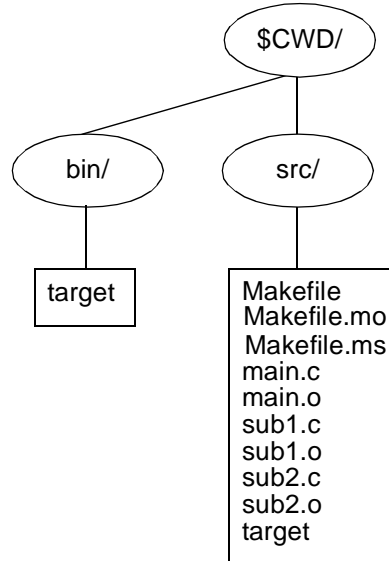 $CWD/
bin/
src/
target
Makefile
Makefile.mo
Makefile.ms
main.c
main.o
sub1.c
sub1.o
sub2.c
sub2.o
target